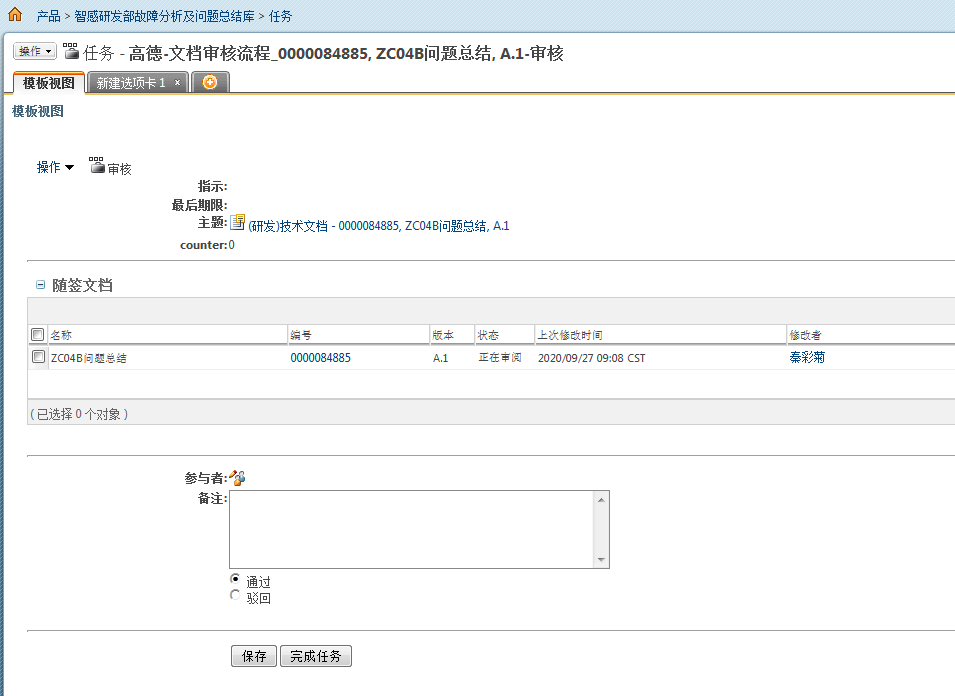 产品 > 智感研发部故障分析及问题总结库 > 任务
操作 任务 - 高德-文档审核流程_0000084885, ZC04B问题总结, A.1-审核
模板视图 新建选项卡 1 ×
模板视图
操作 审核
指示:
最后期限:
主题: (研发)技术文档 - 0000084885, ZC04B问题总结, A.1
counter:0
随签文档
名称 编号 版本 状态 上次修改时间 修改者
ZC04B问题总结 0000084885 A.1 正在审阅 2020/09/27 09:08 CST 秦彩菊
(已选择 0 个对象)
参与者:
备注:
通过
驳回
保存 完成任务